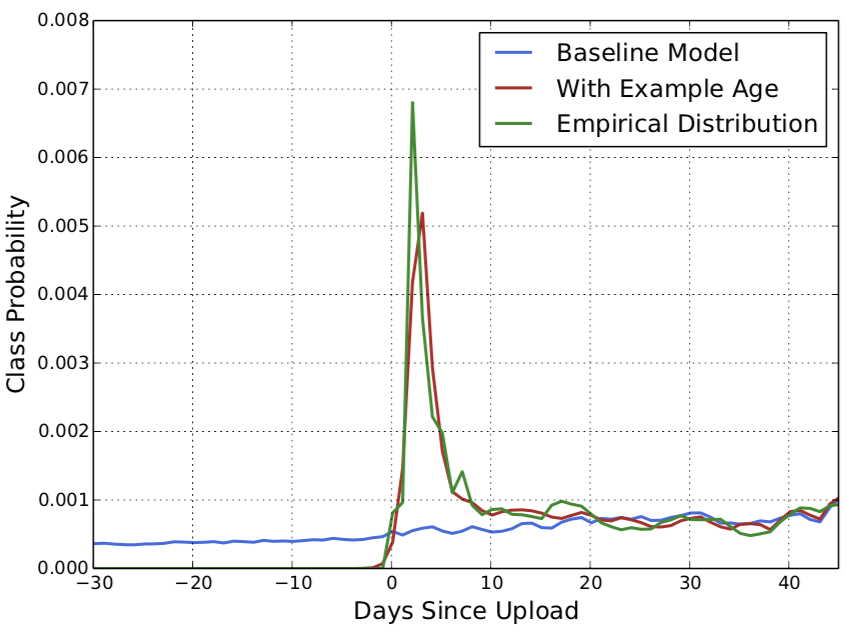 0.008
0.007
0.006
0.005
0.004
0.003
0.002
0.001
0.000
Class Probability
Baseline Model
With Example Age
Empirical Distribution
−30 −20 −10 0 10 20 30 40
Days Since Upload